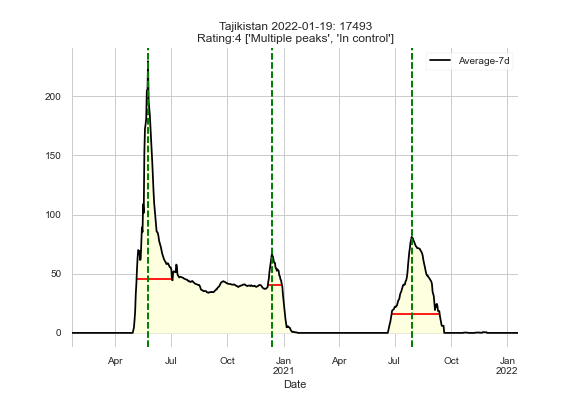 Tajikistan 2022-01-19: 17493
Rating:4 ['Multiple peaks', 'In control']
Average-7d
200
150
100
50
0
Apr Jul Oct Jan Apr Jul Oct Jan
2021 2022
Date